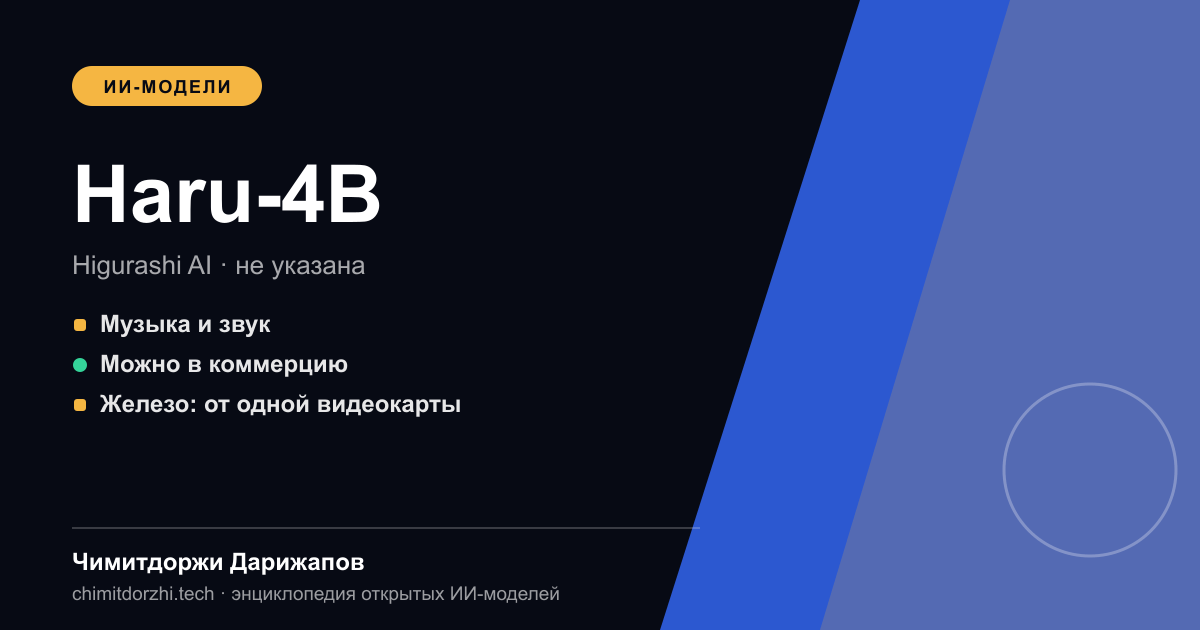 ИИ-МОДЕЛИ
Haru-4B
Higurashi AI · не указана
Музыка и звук
Можно в коммерцию
Железо: от одной видеокарты
Чимитдоржи Дарижапов
chimitdorzhi.tech · энциклопедия открытых ИИ-моделей